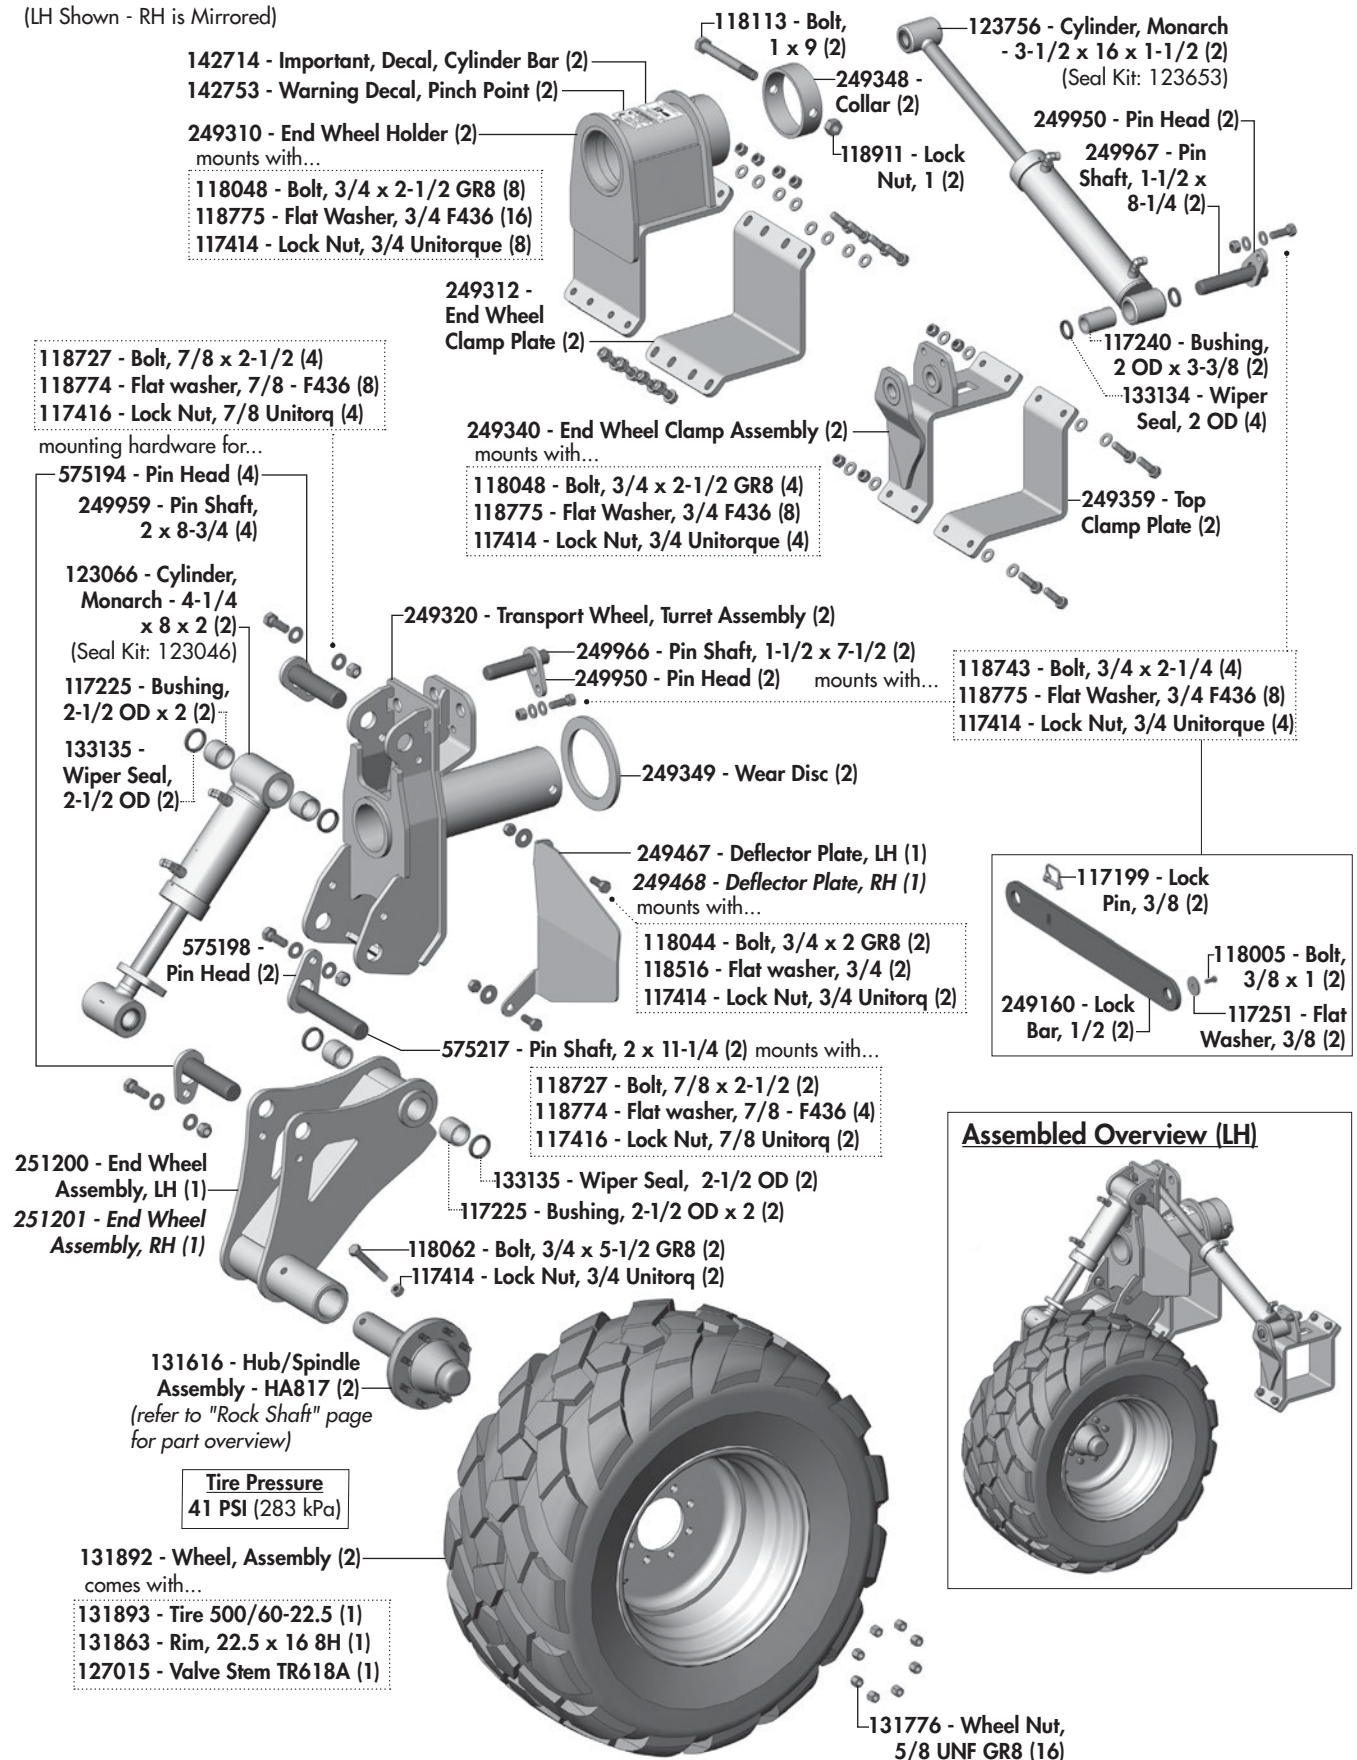 (LH Shown - RH is Mirrored)
142714 - Important, Decal, Cylinder Bar (2)
142753 - Warning Decal, Pinch Point (2)
249310 - End Wheel Holder (2)
mounts with...
118048 - Bolt, 3/4 x 2-1/2 GR8 (8)
118775 - Flat Washer, 3/4 F436 (16)
117414 - Lock Nut, 3/4 Unitorque (8)
118113 - Bolt,
1 x 9 (2)
249348 -
Collar (2)
118911 - Lock
Nut, 1 (2)
123756 - Cylinder, Monarch
- 3-1/2 x 16 x 1-1/2 (2)
(Seal Kit: 123653)
249950 - Pin Head (2)
249967 - Pin
Shaft, 1-1/2 x
8-1/4 (2)
249312 -
End Wheel
Clamp Plate (2)
117240 - Bushing,
2 OD x 3-3/8 (2)
133134 - Wiper
Seal, 2 OD (4)
118727 - Bolt, 7/8 x 2-1/2 (4)
118774 - Flat washer, 7/8 - F436 (8)
117416 - Lock Nut, 7/8 Unitorq (4)
mounting hardware for...
575194 - Pin Head (4)
249959 - Pin Shaft,
2 x 8-3/4 (4)
249340 - End Wheel Clamp Assembly (2)
mounts with...
118048 - Bolt, 3/4 x 2-1/2 GR8 (4)
118775 - Flat Washer, 3/4 F436 (8)
117414 - Lock Nut, 3/4 Unitorque (4)
249359 - Top
Clamp Plate (2)
123066 - Cylinder,
Monarch - 4-1/4
x 8 x 2 (2)
(Seal Kit: 123046)
117225 - Bushing,
2-1/2 OD x 2 (2)
133135 -
Wiper Seal,
2-1/2 OD (2)
249320 - Transport Wheel, Turret Assembly (2)
249966 - Pin Shaft, 1-1/2 x 7-1/2 (2)
249950 - Pin Head (2) mounts with...
118743 - Bolt, 3/4 x 2-1/4 (4)
118775 - Flat Washer, 3/4 F436 (8)
117414 - Lock Nut, 3/4 Unitorque (4)
249349 - Wear Disc (2)
249467 - Deflector Plate, LH (1)
249468 - Deflector Plate, RH (1)
mounts with...
118044 - Bolt, 3/4 x 2 GR8 (2)
118516 - Flat washer, 3/4 (2)
117414 - Lock Nut, 3/4 Unitorq (2)
117199 - Lock
Pin, 3/8 (2)
118005 - Bolt,
3/8 x 1 (2)
249160 - Lock
Bar, 1/2 (2)
117251 - Flat
Washer, 3/8 (2)
575198 -
Pin Head (2)
575217 - Pin Shaft, 2 x 11-1/4 (2) mounts with...
118727 - Bolt, 7/8 x 2-1/2 (2)
118774 - Flat washer, 7/8 - F436 (4)
117416 - Lock Nut, 7/8 Unitorq (2)
133135 - Wiper Seal, 2-1/2 OD (2)
117225 - Bushing, 2-1/2 OD x 2 (2)
251200 - End Wheel
Assembly, LH (1)
251201 - End Wheel
Assembly, RH (1)
118062 - Bolt, 3/4 x 5-1/2 GR8 (2)
117414 - Lock Nut, 3/4 Unitorq (2)
Assembled Overview (LH)
131616 - Hub/Spindle
Assembly - HA817 (2)
(refer to "Rock Shaft" page
for part overview)
Tire Pressure
41 PSI (283 kPa)
131892 - Wheel, Assembly (2)
comes with...
131893 - Tire 500/60-22.5 (1)
131863 - Rim, 22.5 x 16 8H (1)
127015 - Valve Stem TR618A (1)
131776 - Wheel Nut,
5/8 UNF GR8 (16)